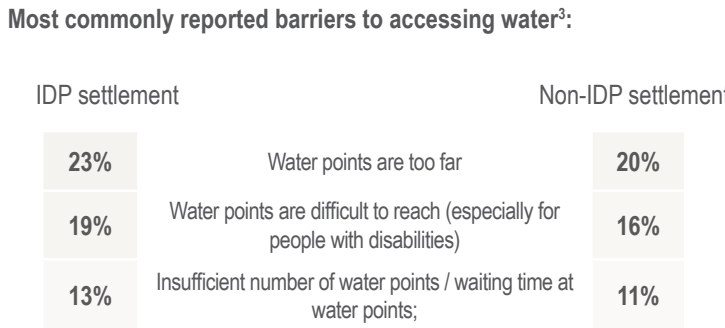 Most commonly reported barriers to accessing water³:
IDP settlement Non-IDP settlement
23% Water points are too far 20%
19% Water points are difficult to reach (especially for
people with disabilities) 16%
13% Insufficient number of water points / waiting time at
water points; 11%